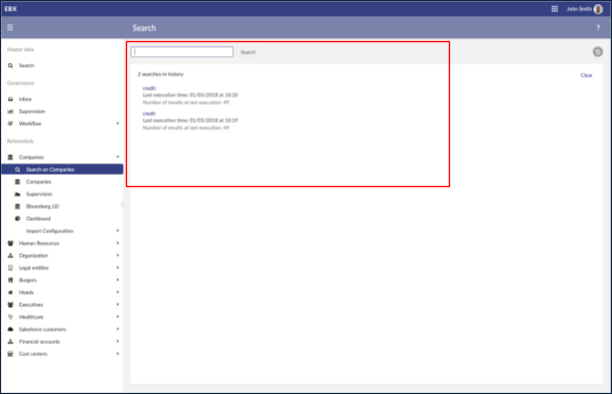 EBX
John Smith
Search
?
Master data
Search
Governance
Inbox
Supervision
Workflow
Referentials
Companies
Search on Companies
Companies
Supervision
Bloomberg LEI
Dashboard
Import Configuration
Human Resources
Organization
Legal entities
Burgers
Hotels
Executives
Healthcare
Salesforce customers
Financial accounts
Cost centers
Search
2 searches in history
Clear
credit
Last execution time: 01/03/2018 at 10:20
Number of results at last execution: 49
credit
Last execution time: 01/03/2018 at 10:19
Number of results at last execution: 49